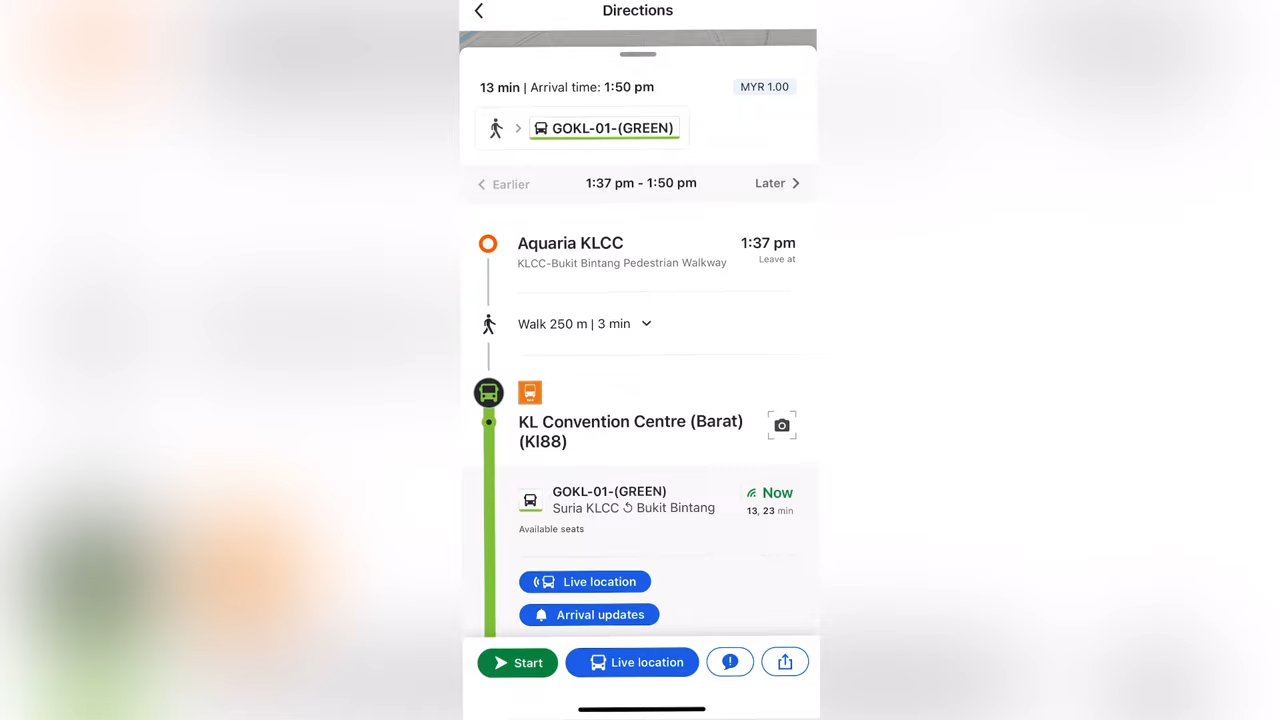 Directions
13 min | Arrival time: 1:50 pm
MYR 1.00
GOKL-01-(GREEN)
Earlier
1:37 pm - 1:50 pm
Later
Aquaria KLCC
1:37 pm
KLCC-Bukit Bintang Pedestrian Walkway
Leave at
Walk 250 m | 3 min
KL Convention Centre (Barat)
(Kl88)
GOKL-01-(GREEN)
Now
Suria KLCC ↺ Bukit Bintang
13, 23 min
Available seats
Live location
Arrival updates
Start
Live location